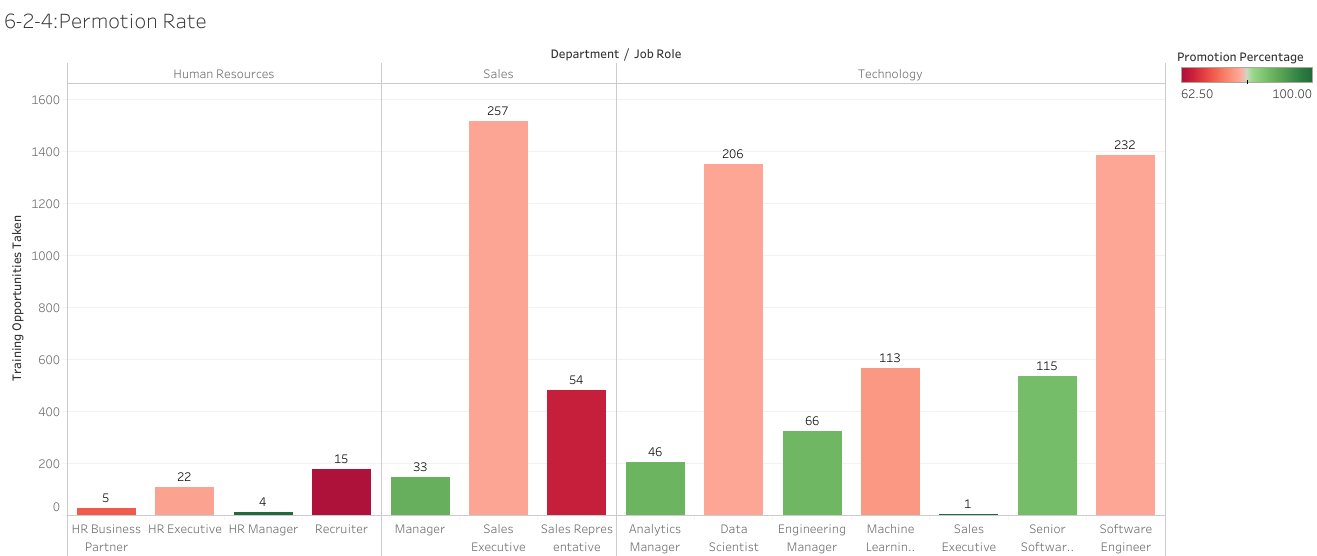 6-2-4:Permotion Rate
Department / Job Role
Promotion Percentage
62.50 100.00
Human Resources Sales Technology
Training Opportunities Taken
1600
1400
1200
1000
800
600
400
200
0
5 22 4 15 33 257 54 46 206 66 113 1 115 232
HR Business HR Executive HR Manager Recruiter Manager Sales Sales Repres Analytics Data Engineering Machine Sales Senior Software
Partner Executive entative Manager Scientist Manager Learnin.. Executive Softwar.. Engineer